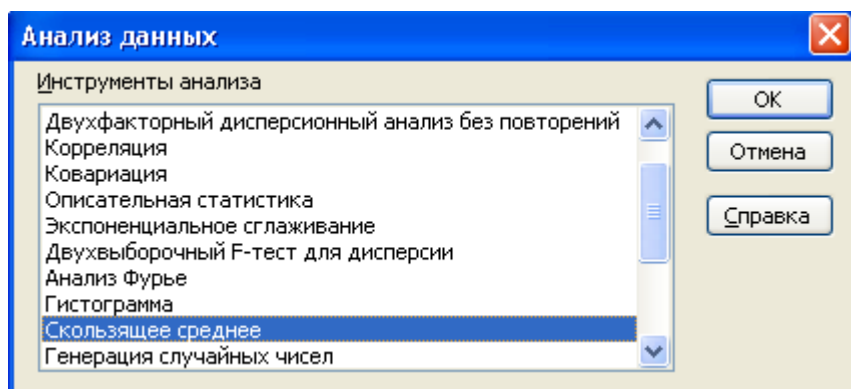 Анализ данных
Инструменты анализа
Двухфакторный дисперсионный анализ без повторений
Корреляция
Ковариация
Описательная статистика
Экспоненциальное сглаживание
Двухвыборочный F-тест для дисперсии
Анализ Фурье
Гистограмма
Скользящее среднее
Генерация случайных чисел
ОК
Отмена
Справка